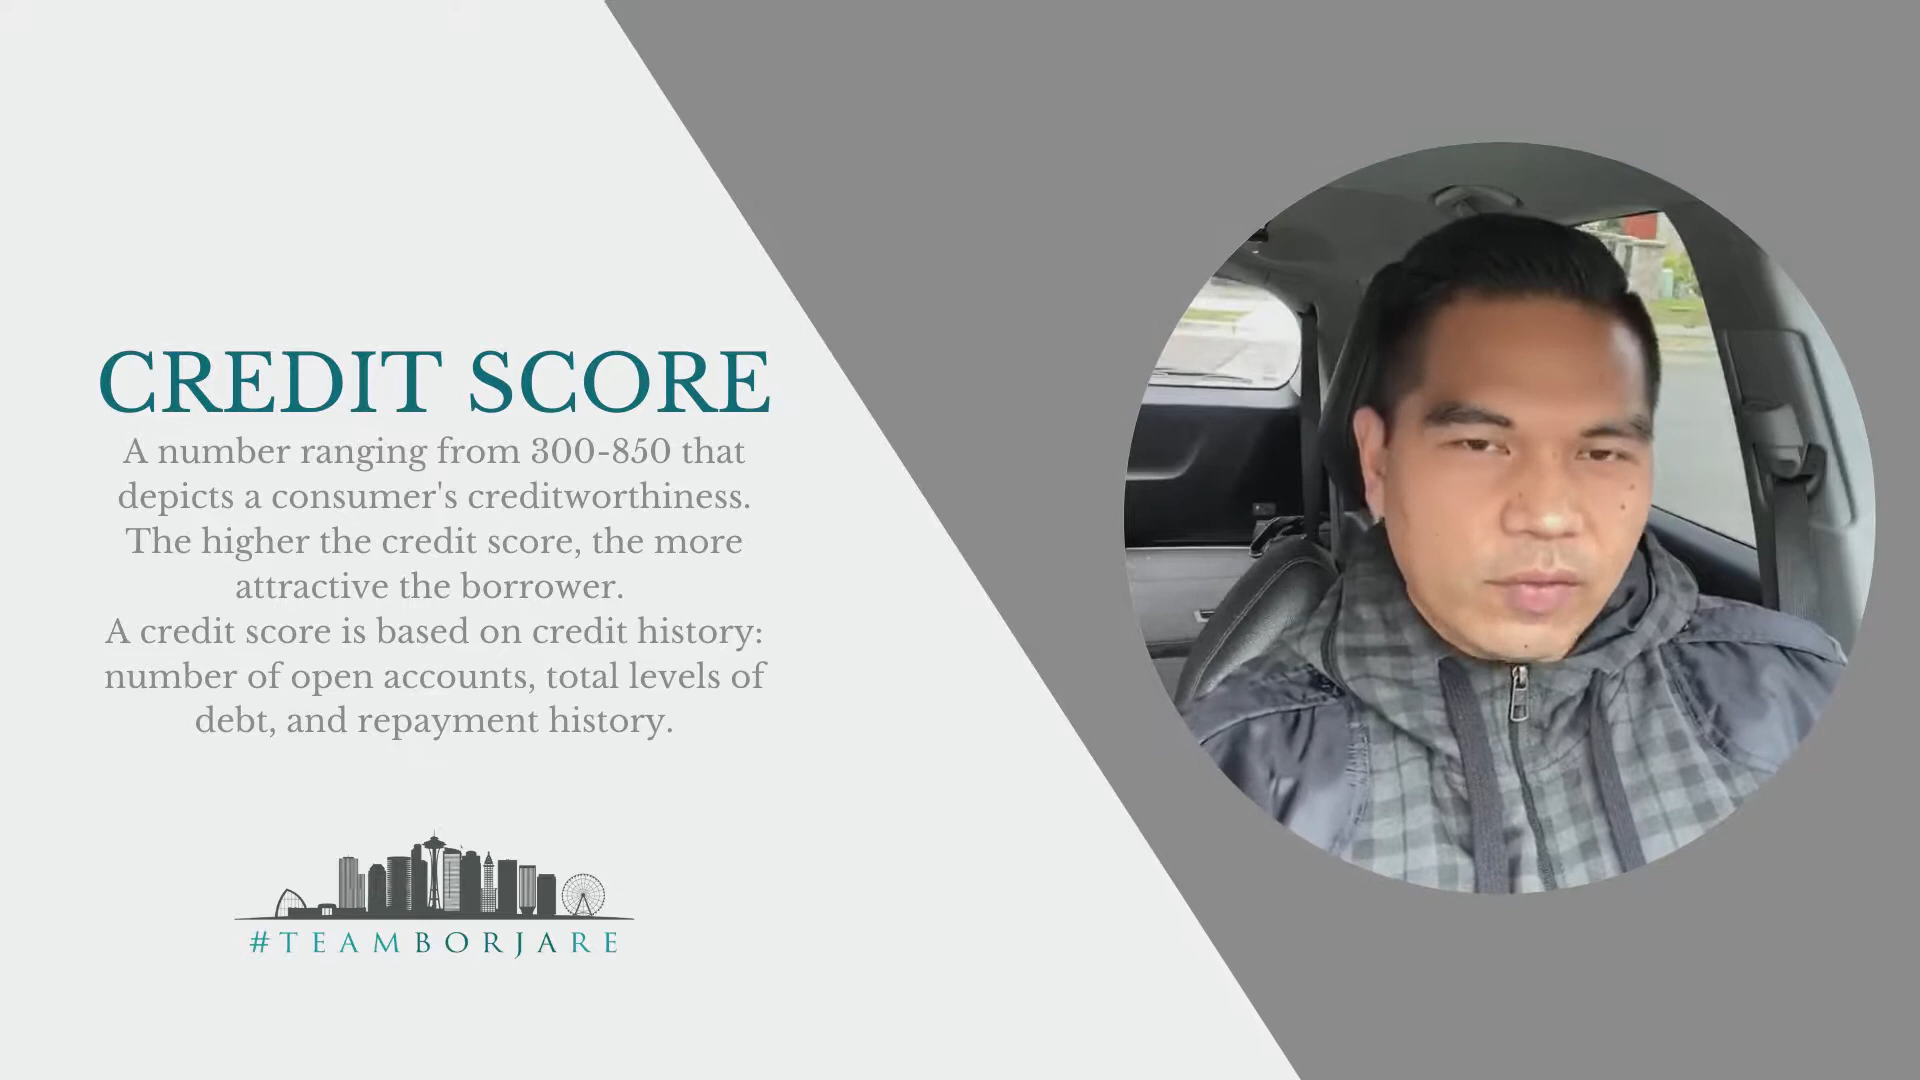 CREDIT SCORE
A number ranging from 300-850 that
depicts a consumer's creditworthiness.
The higher the credit score, the more
attractive the borrower.
A credit score is based on credit history:
number of open accounts, total levels of
debt, and repayment history.
#TEAMBORJARE